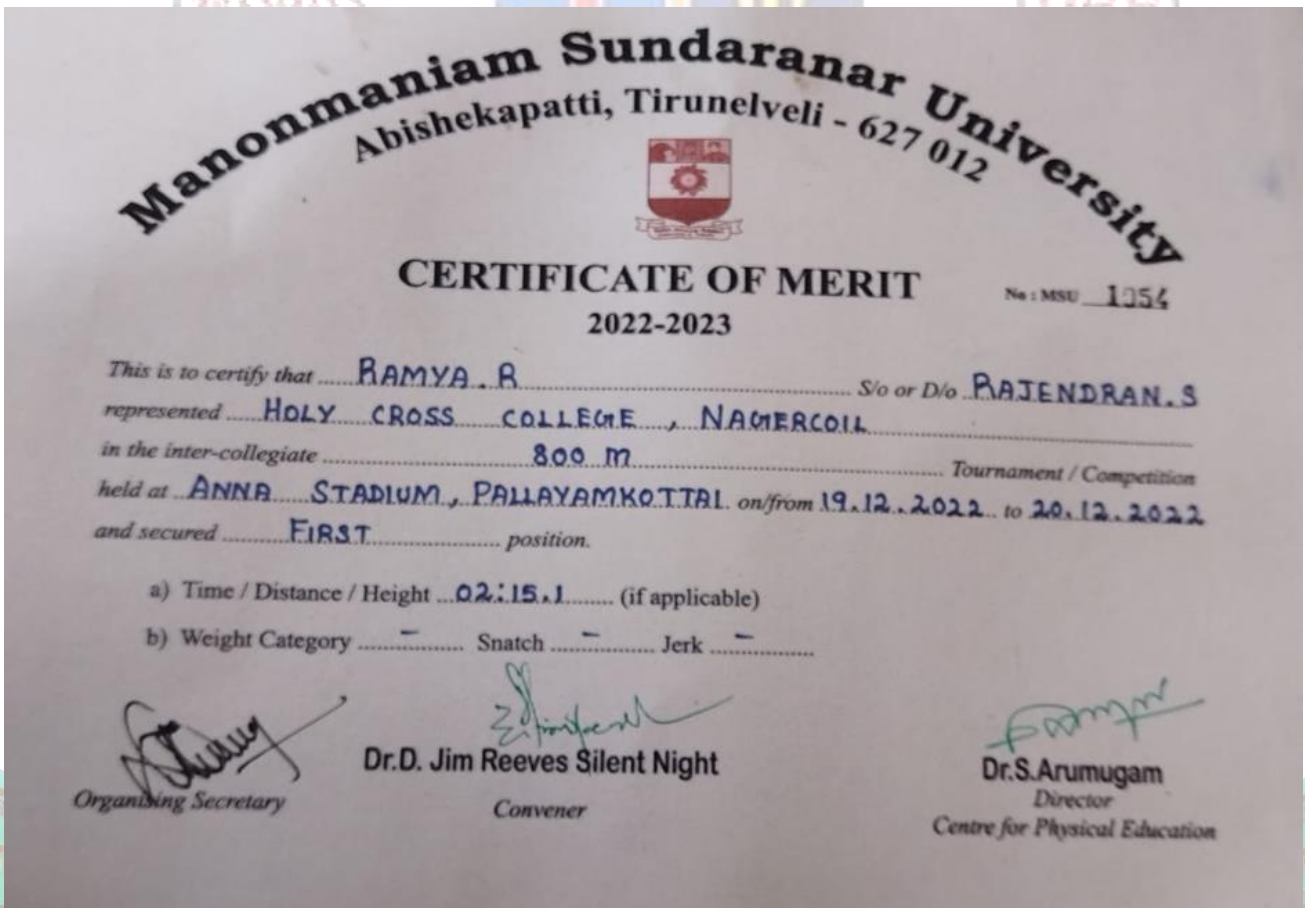 Manonmaniam Sundaranar University
Abishekapatti, Tirunelveli - 627 012
CERTIFICATE OF MERIT
No : MSU 1054
2022-2023
This is to certify that ..... RAMYA . R ..... S/o or D/o RAJENDRAN. S
represented ..... HOLY CROSS COLLEGE , NAGERCOIL
in the inter-collegiate ..... 800 m ..... Tournament / Competition
held at ANNA STADIUM, PALLAYAMKOTTAI on/from 19.12.2022 to 20.12.2022
and secured ..... FIRST ..... position.
a) Time / Distance / Height ... 02:15.1 ..... (if applicable)
b) Weight Category ..... - ..... Snatch ..... - ..... Jerk ..... - .....
Dr.D. Jim Reeves Silent Night
Dr.S.Arumugam
Organising Secretary
Convener
Director
Centre for Physical Education